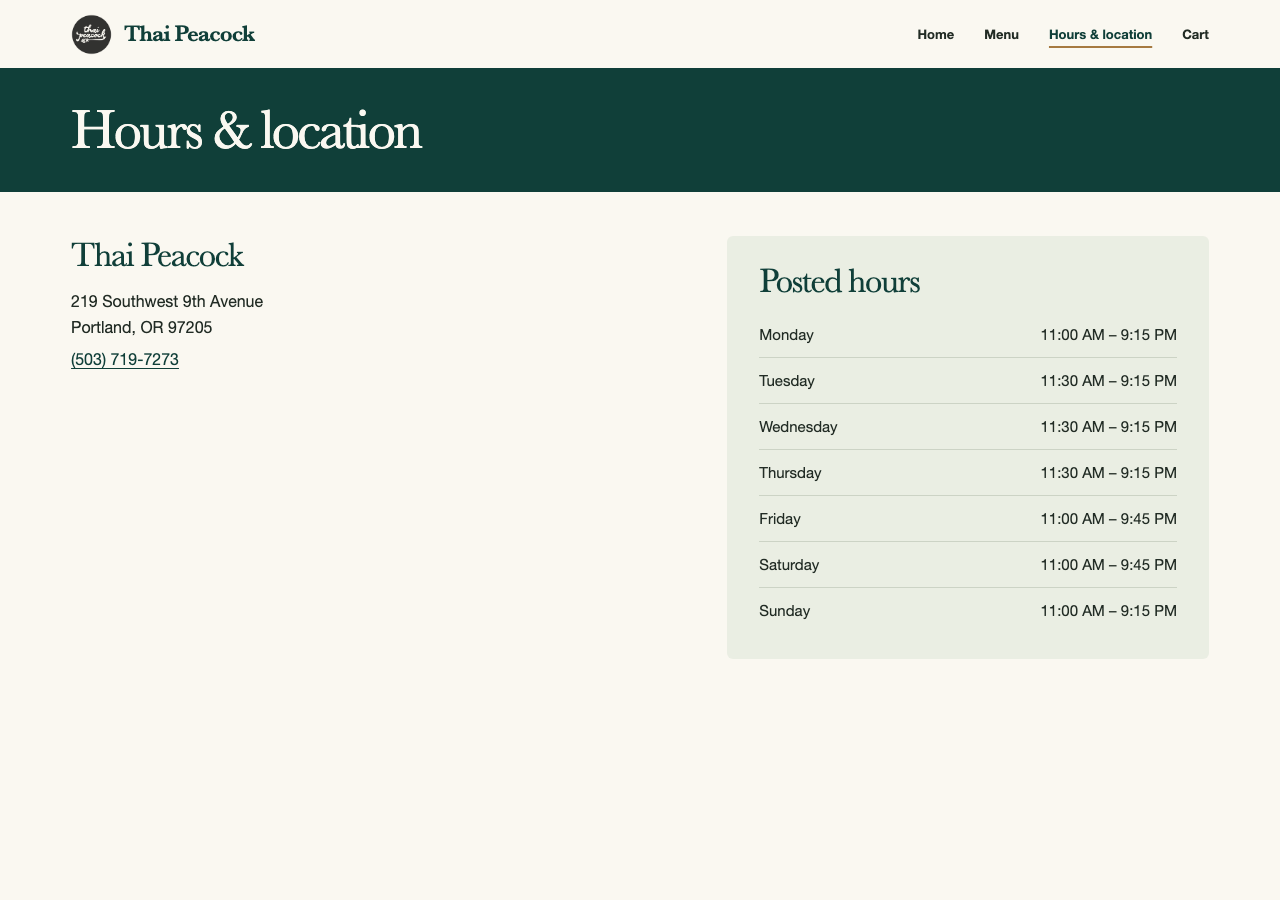 thai peacock
Thai Peacock
Home
Menu
Hours & location
Cart
Hours & location
Thai Peacock
219 Southwest 9th Avenue
Portland, OR 97205
(503) 719-7273
Posted hours
Monday 11:00 AM – 9:15 PM
Tuesday 11:30 AM – 9:15 PM
Wednesday 11:30 AM – 9:15 PM
Thursday 11:30 AM – 9:15 PM
Friday 11:00 AM – 9:45 PM
Saturday 11:00 AM – 9:45 PM
Sunday 11:00 AM – 9:15 PM